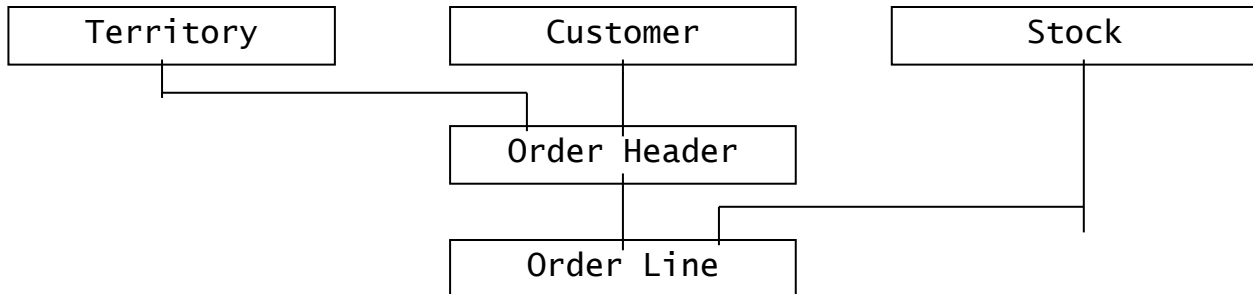 Territory
Customer
Stock
Order Header
Order Line